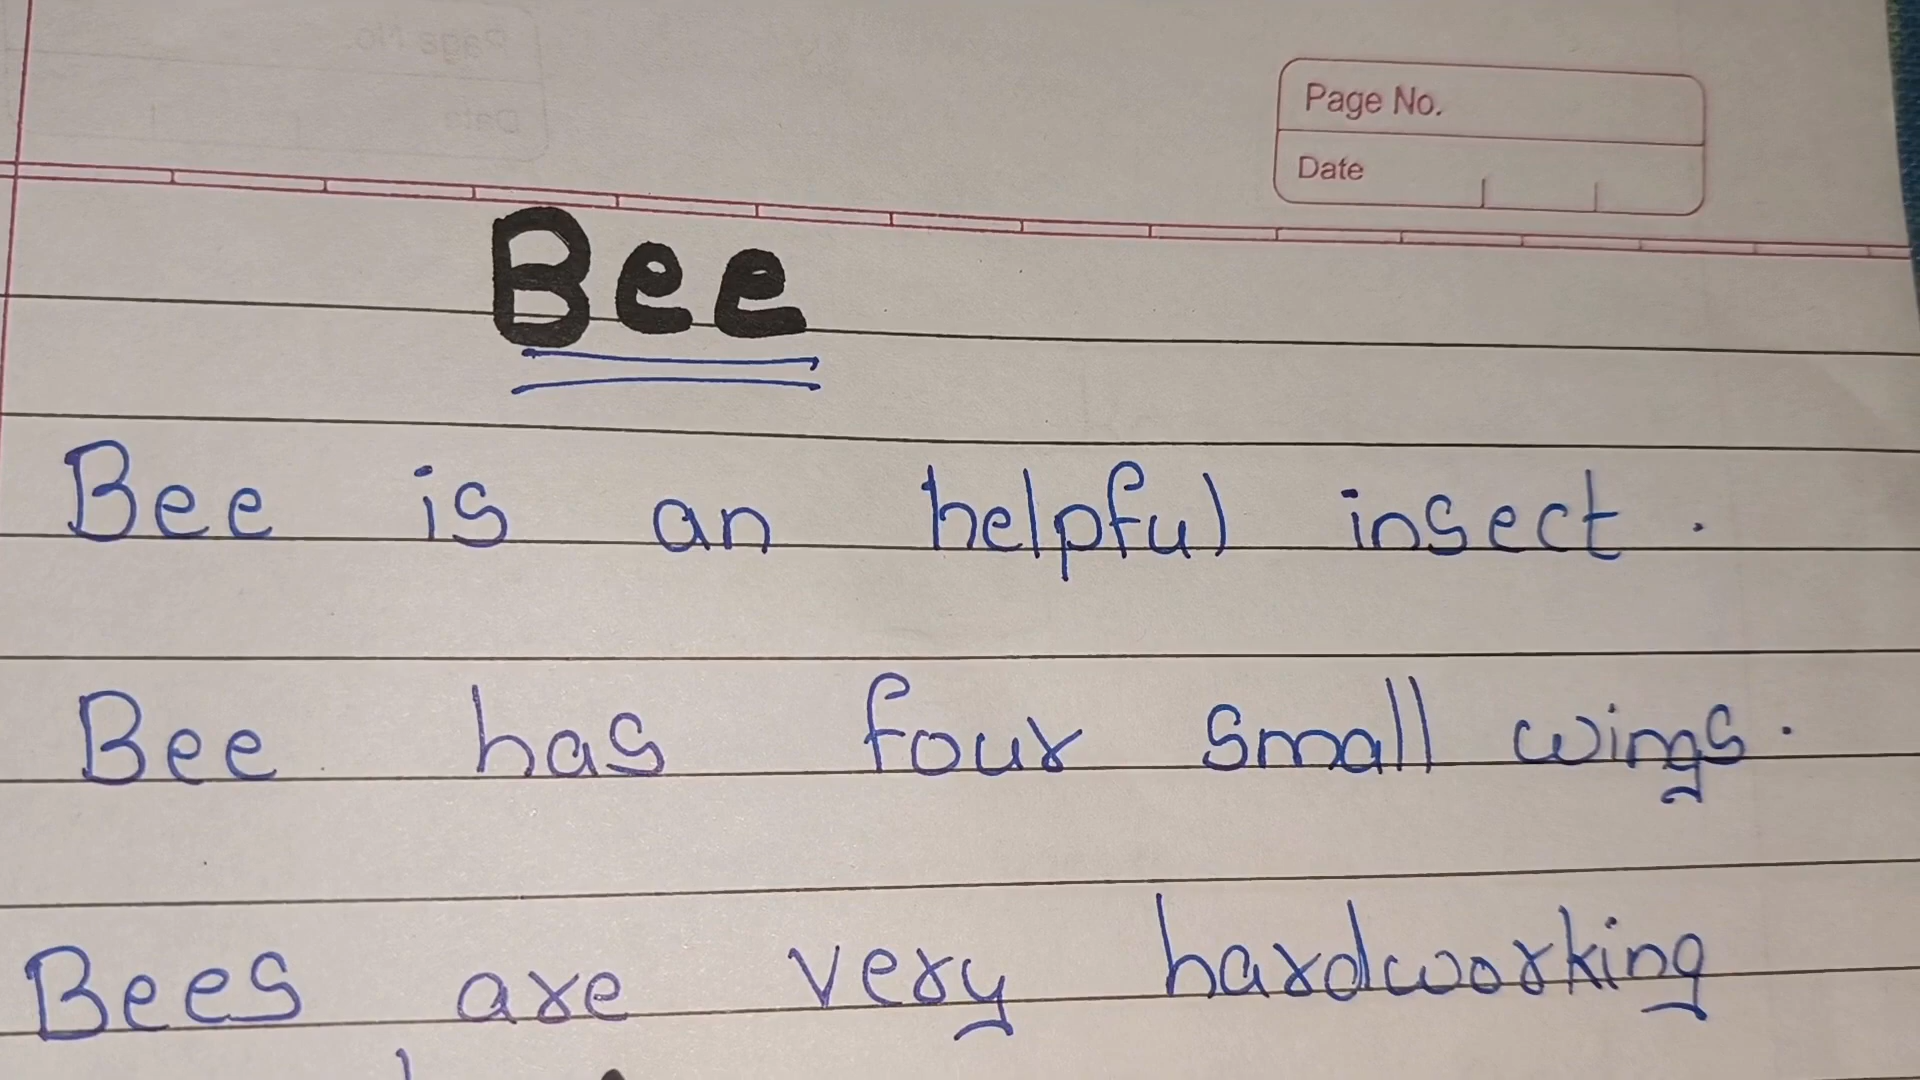 Page No.
Date
Bee
Bee is an helpful insect.
Bee has four small wings.
Bees are very hardworking